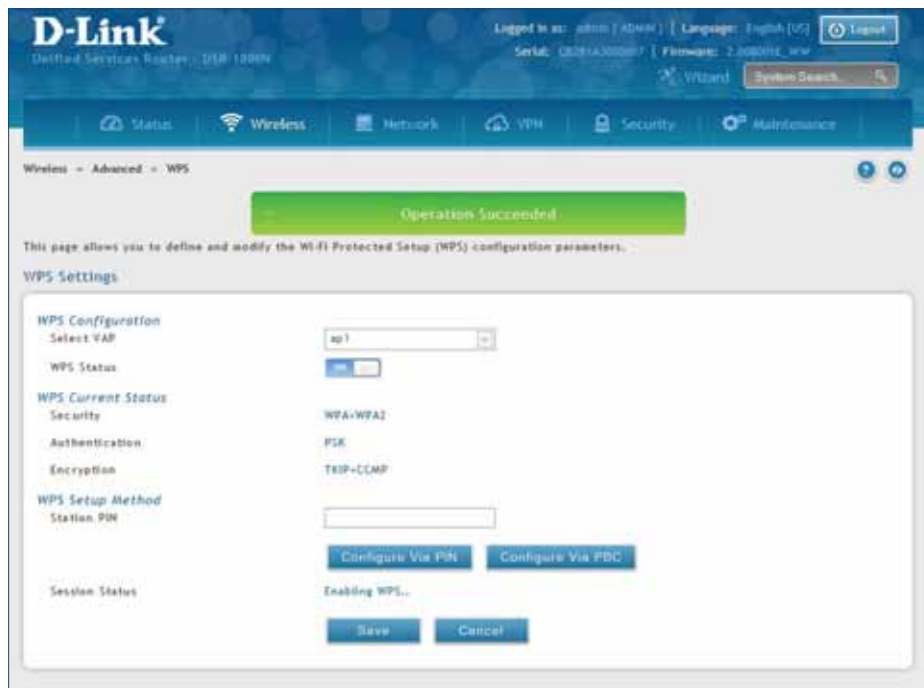 D-Link
Unified Services Router - DSR-1000N
Logged in as: admin [ ADMIN ] | Language: English [US]
Logout
Serial: | Firmware:
Wizard
System Search...
Status
Wireless
Network
VPN
Security
Maintenance
Wireless » Advanced » WPS
Operation Succeeded
This page allows you to define and modify the Wi-Fi Protected Setup (WPS) configuration parameters.
WPS Settings
WPS Configuration
Select VAP
ap1
WPS Status
ON
WPS Current Status
Security
WPA+WPA2
Authentication
PSK
Encryption
TKIP+CCMP
WPS Setup Method
Station PIN
Configure Via PIN
Configure Via PBC
Session Status
Enabling WPS..
Save
Cancel